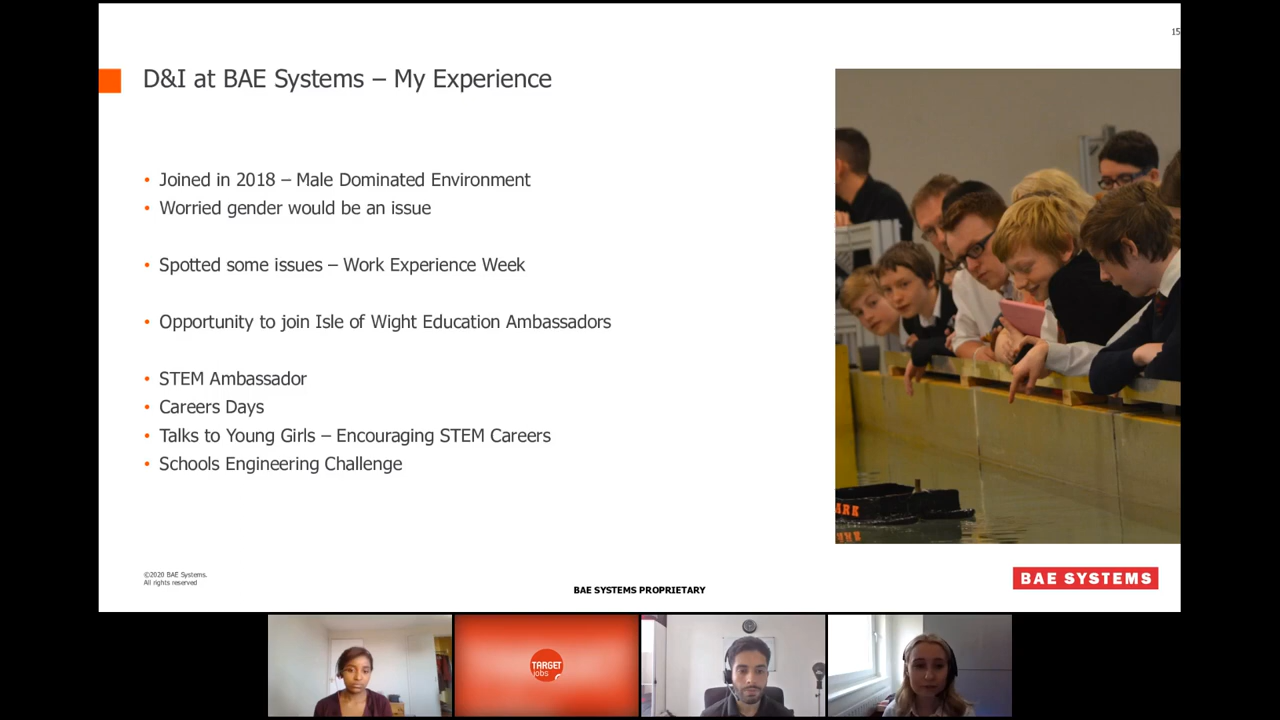 15
D&I at BAE Systems – My Experience
• Joined in 2018 – Male Dominated Environment
• Worried gender would be an issue
• Spotted some issues – Work Experience Week
• Opportunity to join Isle of Wight Education Ambassadors
• STEM Ambassador
• Careers Days
• Talks to Young Girls – Encouraging STEM Careers
• Schools Engineering Challenge
ARK
©2020 BAE Systems.
All rights reserved
BAE SYSTEMS PROPRIETARY
BAE SYSTEMS
TARGET
jobs